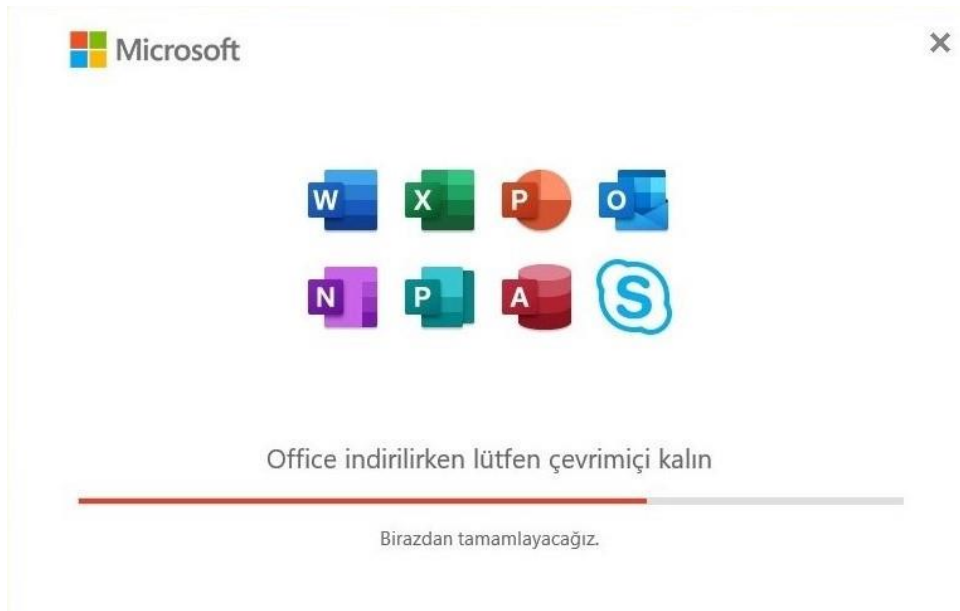 Microsoft
W X P O
N P A S
Office indirilirken lütfen çevrimiçi kalın
Birazdan tamamlayacağız.